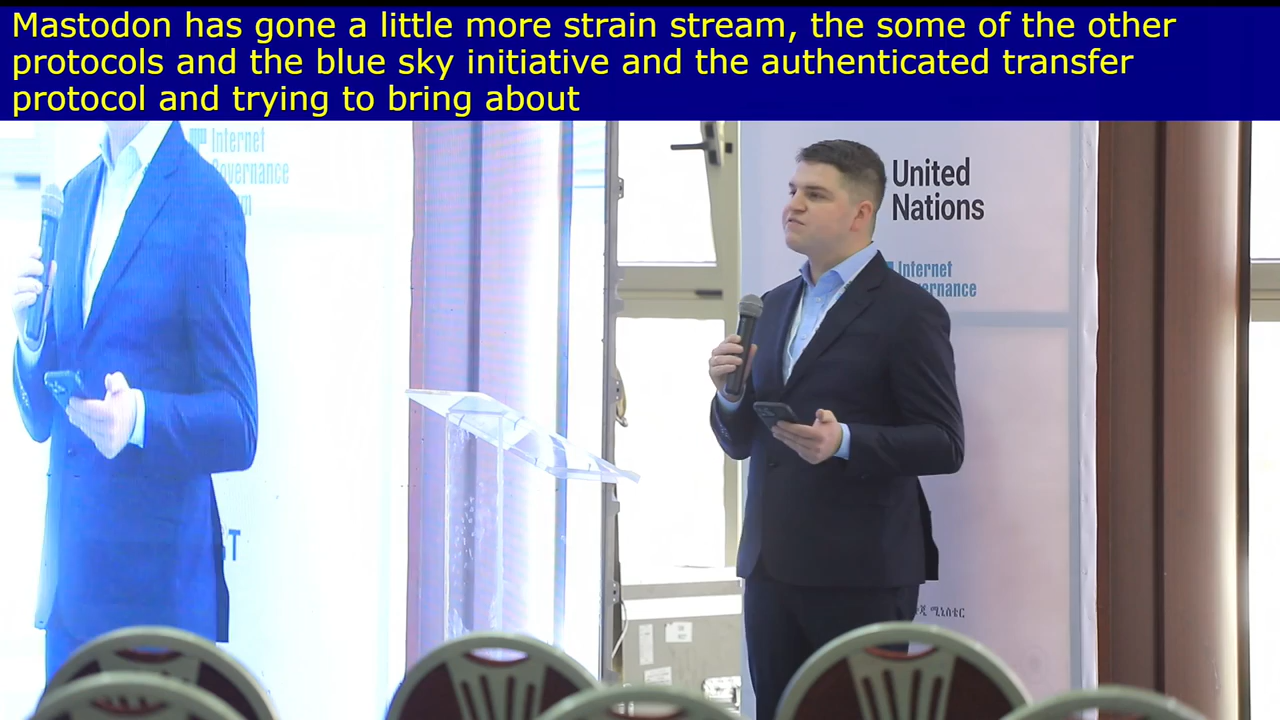 Mastodon has gone a little more strain stream, the some of the other
protocols and the blue sky initiative and the authenticated transfer
protocol and trying to bring about
Internet
United
Nations
Internet
ሚኒስቴር